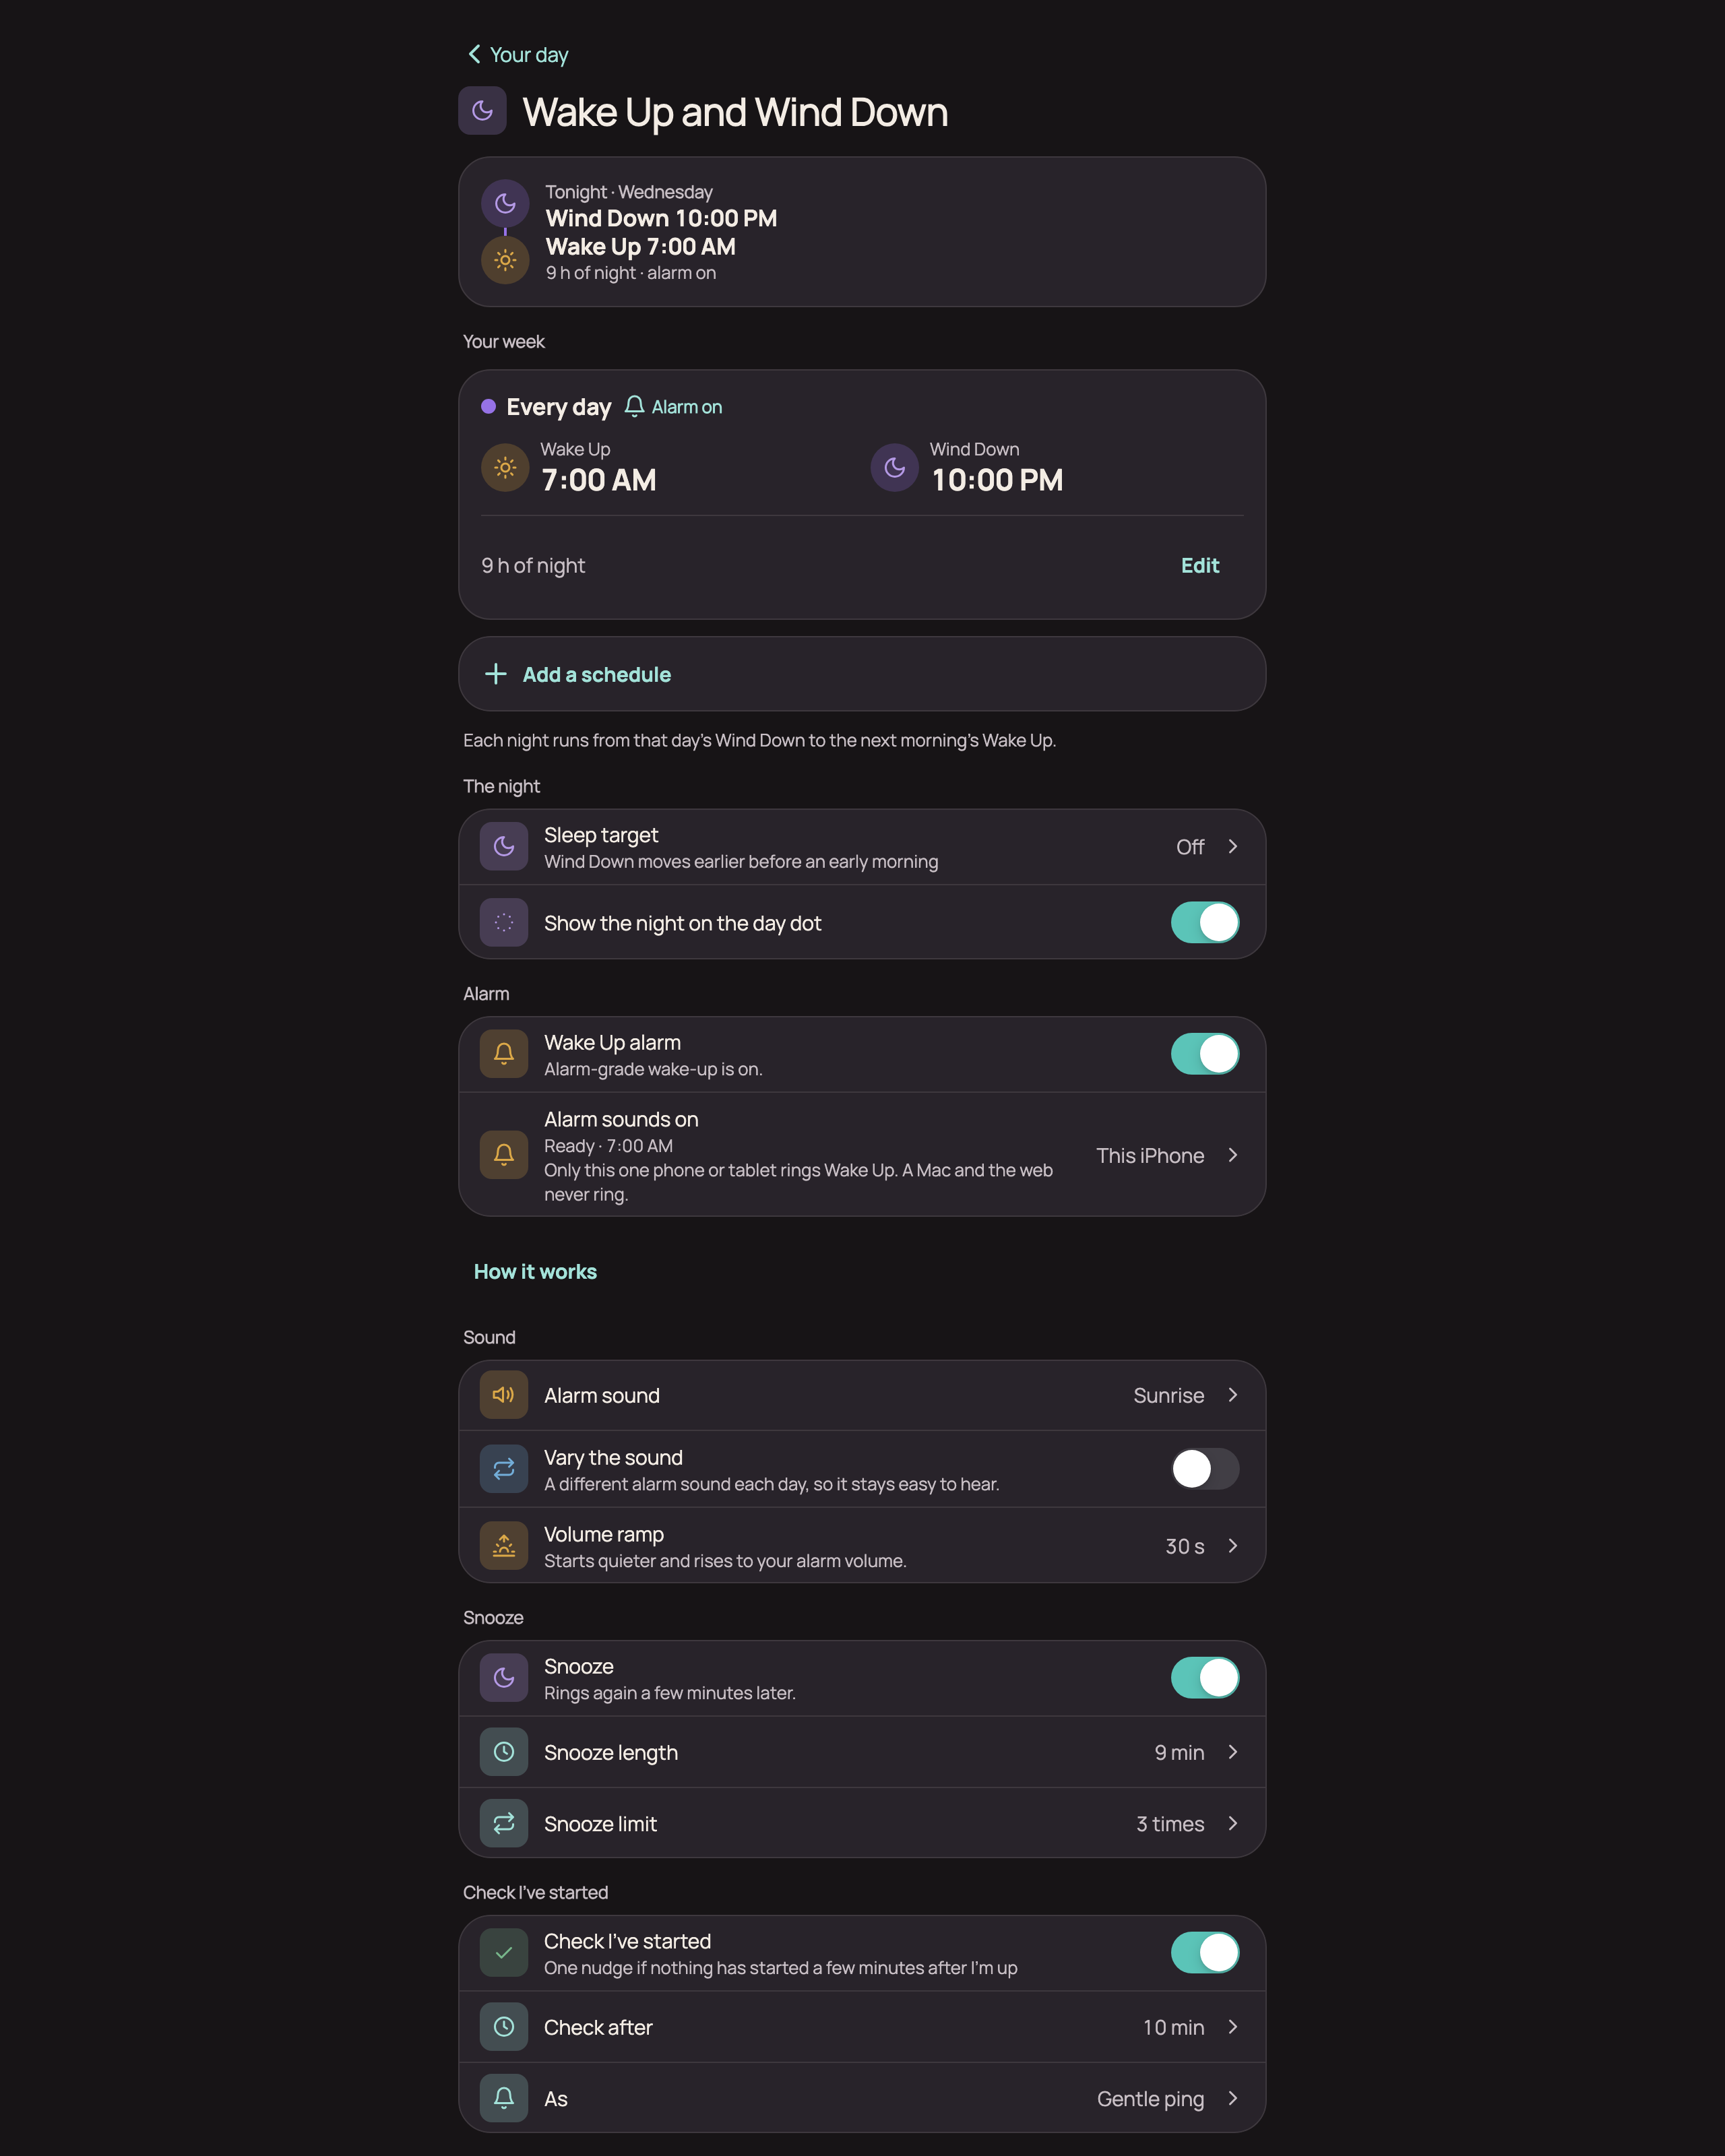 Your day
Wake Up and Wind Down
Tonight · Wednesday
Wind Down 10:00 PM
Wake Up 7:00 AM
9 h of night · alarm on
Your week
Every day
Alarm on
Wake Up
7:00 AM
Wind Down
10:00 PM
9 h of night
Edit
Add a schedule
Each night runs from that day's Wind Down to the next morning's Wake Up.
The night
Sleep target
Wind Down moves earlier before an early morning
Off
Show the night on the day dot
Alarm
Wake Up alarm
Alarm-grade wake-up is on.
Alarm sounds on
Ready · 7:00 AM
Only this one phone or tablet rings Wake Up. A Mac and the web
never ring.
This iPhone
How it works
Sound
Alarm sound
Sunrise
Vary the sound
A different alarm sound each day, so it stays easy to hear.
Volume ramp
Starts quieter and rises to your alarm volume.
30 s
Snooze
Snooze
Rings again a few minutes later.
Snooze length
9 min
Snooze limit
3 times
Check I've started
Check I've started
One nudge if nothing has started a few minutes after I'm up
Check after
10 min
As
Gentle ping